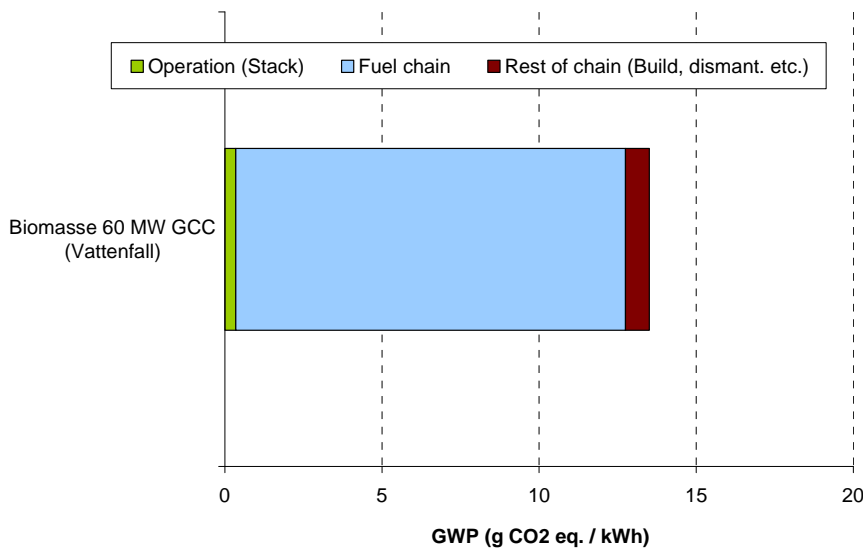 Operation (Stack) Fuel chain Rest of chain (Build, dismant. etc.)
Biomasse 60 MW GCC
(Vattenfall)
0 5 10 15 20
GWP (g CO2 eq. / kWh)